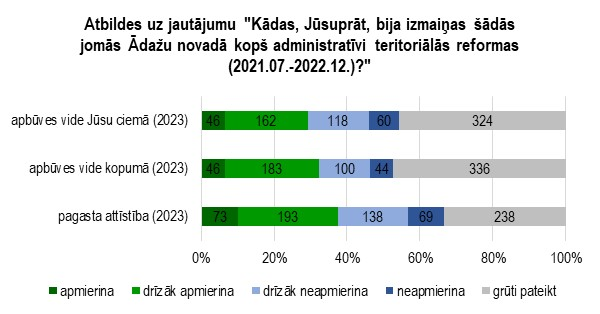 Atbildes uz jautājumu "Kādas, Jūsuprāt, bija izmaiņas šādās
jomās Ādažu novadā kopš administratīvi teritoriālās reformas
(2021.07.-2022.12.)?"
apbūves vide Jūsu ciemā (2023) 46 162 118 60 324
apbūves vide kopumā (2023) 46 183 100 44 336
pagasta attīstība (2023) 73 193 138 69 238
0% 20% 40% 60% 80% 100%
apmierina drīzāk apmierina drīzāk neapmierina neapmierina grūti pateikt